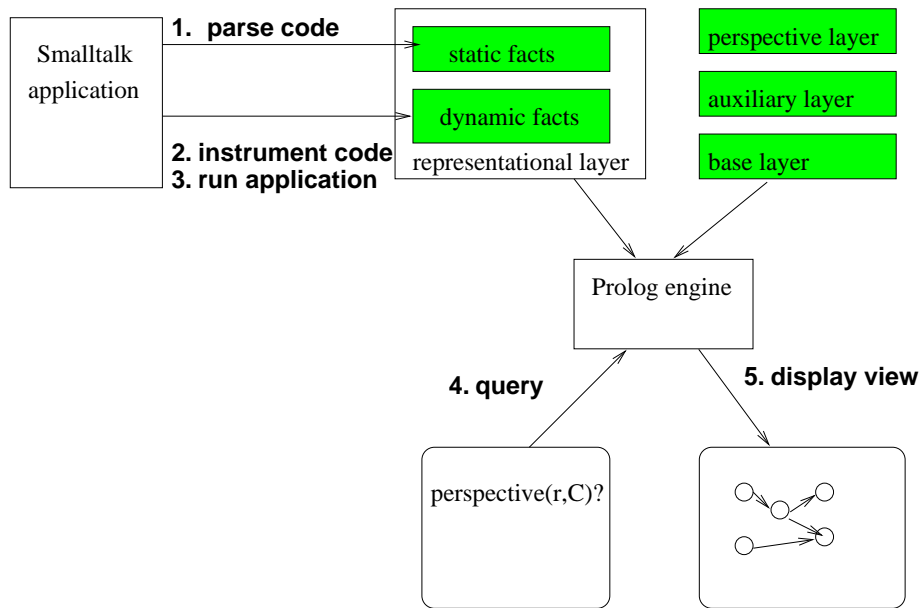 Smalltalk
application
1. parse code
static facts
dynamic facts
2. instrument code
3. run application
representational layer
perspective layer
auxiliary layer
base layer
Prolog engine
4. query
5. display view
perspective(r,C)?